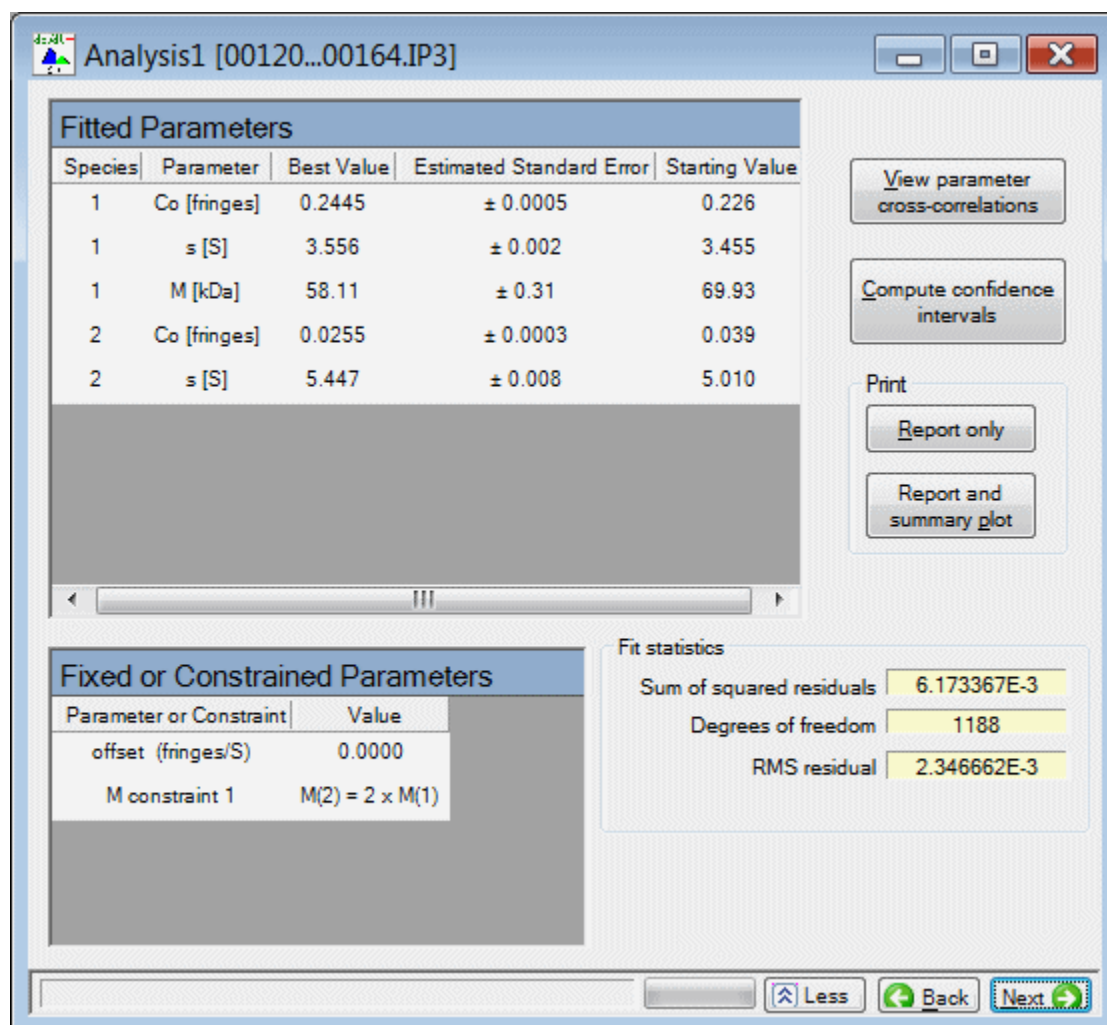 Analysis1 [00120...00164.IP3]
Fitted Parameters
Species Parameter Best Value Estimated Standard Error Starting Value
1 Co [fringes] 0.2445 ± 0.0005 0.226
1 s [S] 3.556 ± 0.002 3.455
1 M [kDa] 58.11 ± 0.31 69.93
2 Co [fringes] 0.0255 ± 0.0003 0.039
2 s [S] 5.447 ± 0.008 5.010
View parameter
cross-correlations
Compute confidence
intervals
Print
Report only
Report and
summary plot
Fixed or Constrained Parameters
Parameter or Constraint Value
offset (fringes/S) 0.0000
M constraint 1 M(2) = 2 x M(1)
Fit statistics
Sum of squared residuals 6.173367E-3
Degrees of freedom 1188
RMS residual 2.346662E-3
Less Back Next